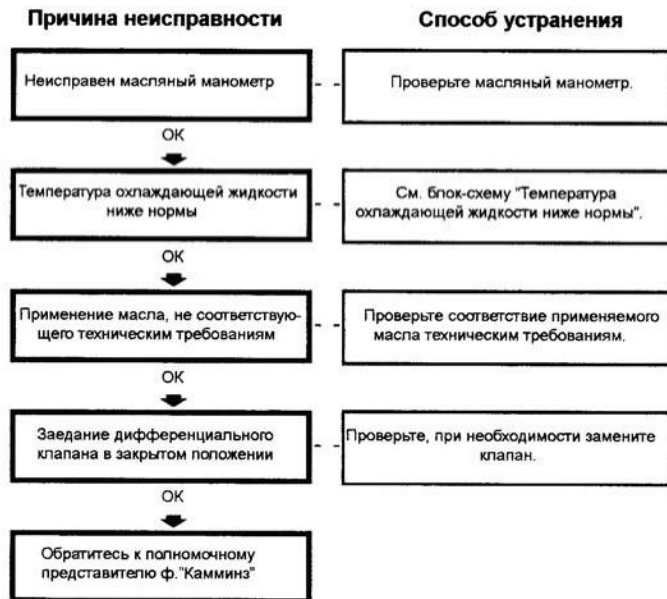 Причина неисправности
Способ устранения
Неисправен масляный манометр
Проверьте масляный манометр.
ОК
Температура охлаждающей жидкости
ниже нормы
См. блок-схему "Температура
охлаждающей жидкости ниже нормы".
ОК
Применение масла, не соответствую-
щего техническим требованиям
Проверьте соответствие применяемого
масла техническим требованиям.
ОК
Заедание дифференциального
клапана в закрытом положении
Проверьте, при необходимости замените
клапан.
ОК
Обратитесь к полномочному
представителю ф."Камминз"